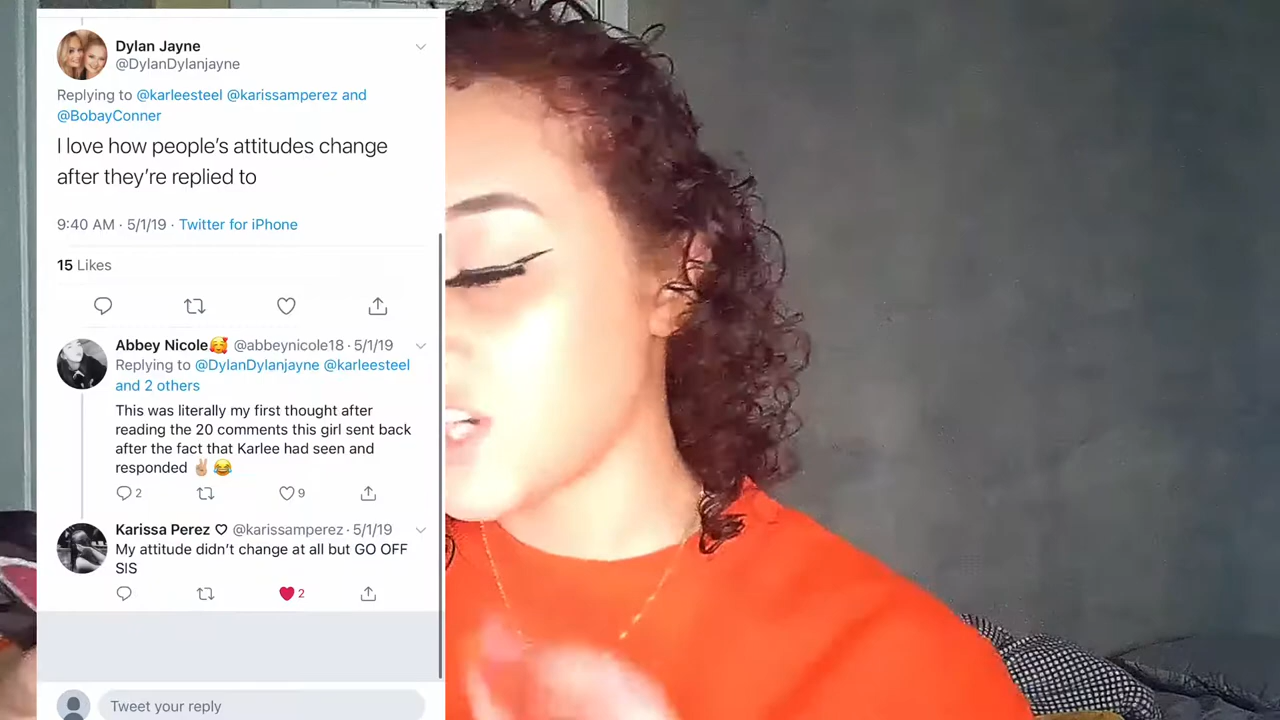 Dylan Jayne
@DylanDylanjayne
Replying to @karleesteel @karissamperez and
@BobayConner
I love how people's attitudes change
after they're replied to
9:40 AM · 5/1/19 · Twitter for iPhone
15 Likes
Abbey Nicole🥰 @abbeynicole18 · 5/1/19
Replying to @DylanDylanjayne @karleesteel
and 2 others
This was literally my first thought after
reading the 20 comments this girl sent back
after the fact that Karlee had seen and
responded ✌🏼😂
2 9
Karissa Perez ♡ @karissamperez · 5/1/19
My attitude didn't change at all but GO OFF
SIS
2
Tweet your reply